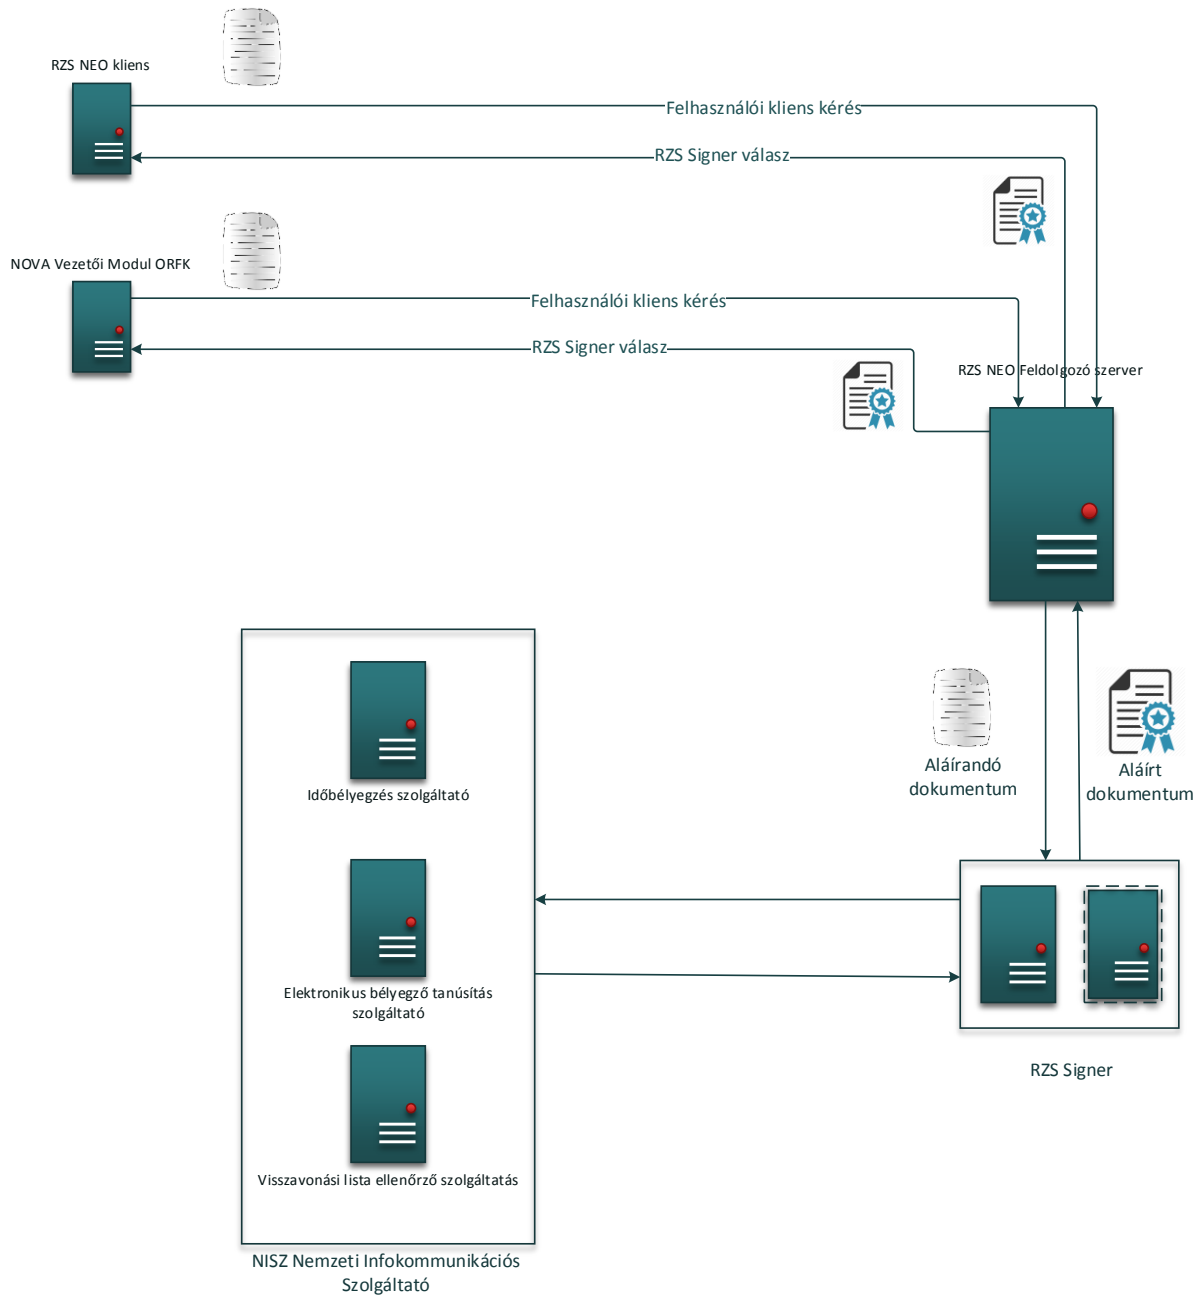 RZS NEO kliens
Felhasználói kliens kérés
RZS Signer válasz
NOVA Vezetői Modul ORFK
Felhasználói kliens kérés
RZS Signer válasz
RZS NEO Feldolgozó szerver
Aláírandó
dokumentum
Aláírt
dokumentum
Időbélyegzés szolgáltató
Elektronikus bélyegző tanúsítás
szolgáltató
RZS Signer
Visszavonási lista ellenőrző szolgáltatás
NISZ Nemzeti Infokommunikációs
Szolgáltató